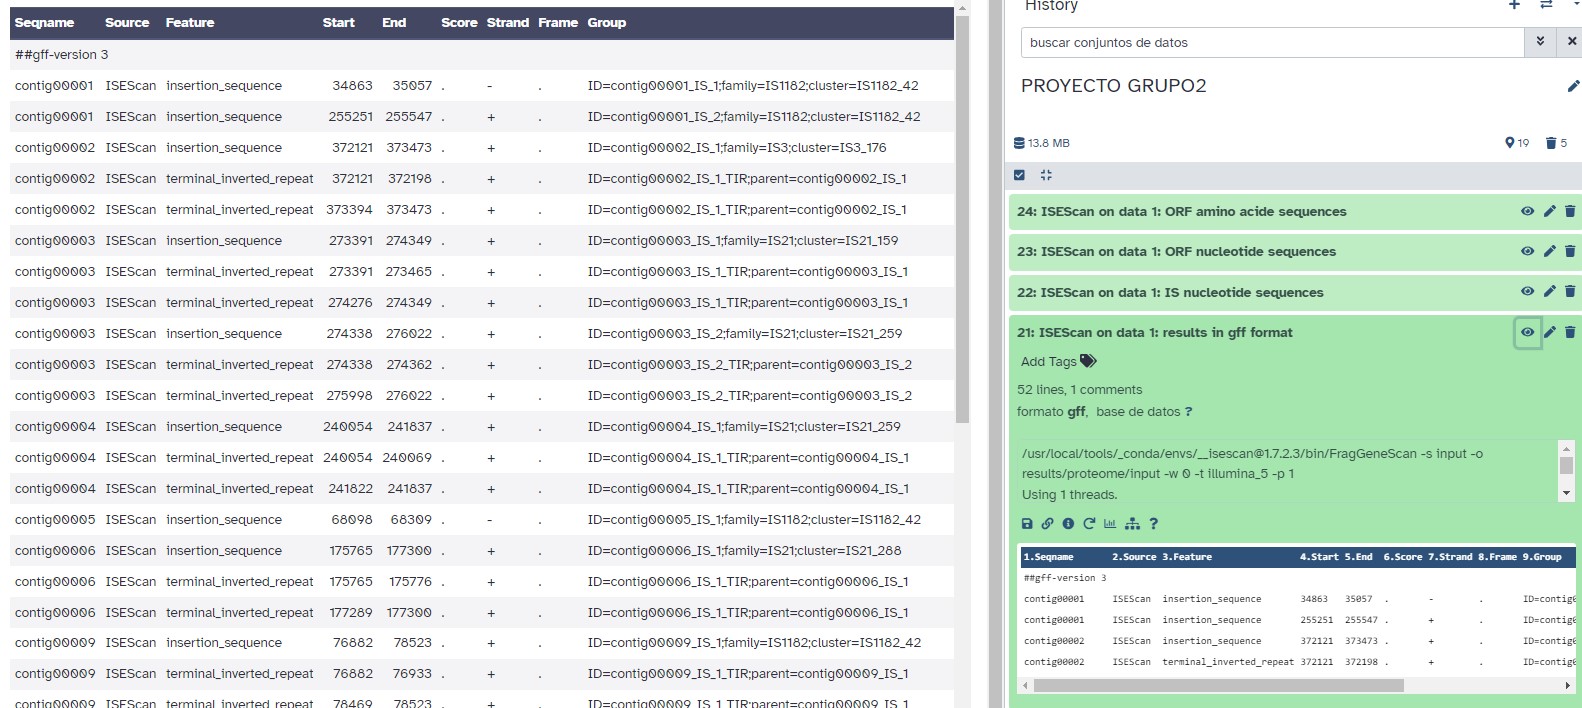 Seqname Source Feature Start End Score Strand Frame Group
##gff-version 3
contig00001 ISEScan insertion_sequence 34863 35057 . - . ID=contig00001_IS_1;family=IS1182;cluster=IS1182_42
contig00001 ISEScan insertion_sequence 255251 255547 . + . ID=contig00001_IS_2;family=IS1182;cluster=IS1182_42
contig00002 ISEScan insertion_sequence 372121 373473 . + . ID=contig00002_IS_1;family=IS3;cluster=IS3_176
contig00002 ISEScan terminal_inverted_repeat 372121 372198 . + . ID=contig00002_IS_1_TIR;parent=contig00002_IS_1
contig00002 ISEScan terminal_inverted_repeat 373394 373473 . + . ID=contig00002_IS_1_TIR;parent=contig00002_IS_1
contig00003 ISEScan insertion_sequence 273391 274349 . + . ID=contig00003_IS_1;family=IS21;cluster=IS21_159
contig00003 ISEScan terminal_inverted_repeat 273391 273465 . + . ID=contig00003_IS_1_TIR;parent=contig00003_IS_1
contig00003 ISEScan terminal_inverted_repeat 274276 274349 . + . ID=contig00003_IS_1_TIR;parent=contig00003_IS_1
contig00003 ISEScan insertion_sequence 274338 276022 . + . ID=contig00003_IS_2;family=IS21;cluster=IS21_259
contig00003 ISEScan terminal_inverted_repeat 274338 274362 . + . ID=contig00003_IS_2_TIR;parent=contig00003_IS_2
contig00003 ISEScan terminal_inverted_repeat 275998 276022 . + . ID=contig00003_IS_2_TIR;parent=contig00003_IS_2
contig00004 ISEScan insertion_sequence 240054 241837 . + . ID=contig00004_IS_1;family=IS21;cluster=IS21_259
contig00004 ISEScan terminal_inverted_repeat 240054 240069 . + . ID=contig00004_IS_1_TIR;parent=contig00004_IS_1
contig00004 ISEScan terminal_inverted_repeat 241822 241837 . + . ID=contig00004_IS_1_TIR;parent=contig00004_IS_1
contig00005 ISEScan insertion_sequence 68098 68309 . - . ID=contig00005_IS_1;family=IS1182;cluster=IS1182_42
contig00006 ISEScan insertion_sequence 175765 177300 . + . ID=contig00006_IS_1;family=IS21;cluster=IS21_288
contig00006 ISEScan terminal_inverted_repeat 175765 175776 . + . ID=contig00006_IS_1_TIR;parent=contig00006_IS_1
contig00006 ISEScan terminal_inverted_repeat 177289 177300 . + . ID=contig00006_IS_1_TIR;parent=contig00006_IS_1
contig00009 ISEScan insertion_sequence 76882 78523 . + . ID=contig00009_IS_1;family=IS1182;cluster=IS1182_42
contig00009 ISEScan terminal_inverted_repeat 76882 76933 . + . ID=contig00009_IS_1_TIR;parent=contig00009_IS_1
contig00009 ISEScan terminal_inverted_repeat 78469 78523 . + . ID=contig00009_IS_1_TIR;parent=contig00009_IS_1
History
buscar conjuntos de datos
PROYECTO GRUPO2
13.8 MB 19 5
24: ISEScan on data 1: ORF amino acide sequences
23: ISEScan on data 1: ORF nucleotide sequences
22: ISEScan on data 1: IS nucleotide sequences
21: ISEScan on data 1: results in gff format
Add Tags
52 lines, 1 comments
formato gff, base de datos ?
/usr/local/tools/_conda/envs/__isescan@1.7.2.3/bin/FragGeneScan -s input -o
results/proteome/input -w 0 -t illumina_5 -p 1
Using 1 threads.
1.Seqname 2.Source 3.Feature 4.Start 5.End 6.Score 7.Strand 8.Frame 9.Group
##gff-version 3
contig00001 ISEScan insertion_sequence 34863 35057 . - . ID=contig0
contig00001 ISEScan insertion_sequence 255251 255547 . + . ID=contig0
contig00002 ISEScan insertion_sequence 372121 373473 . + . ID=contig0
contig00002 ISEScan terminal_inverted_repeat 372121 372198 . + . ID=contig0